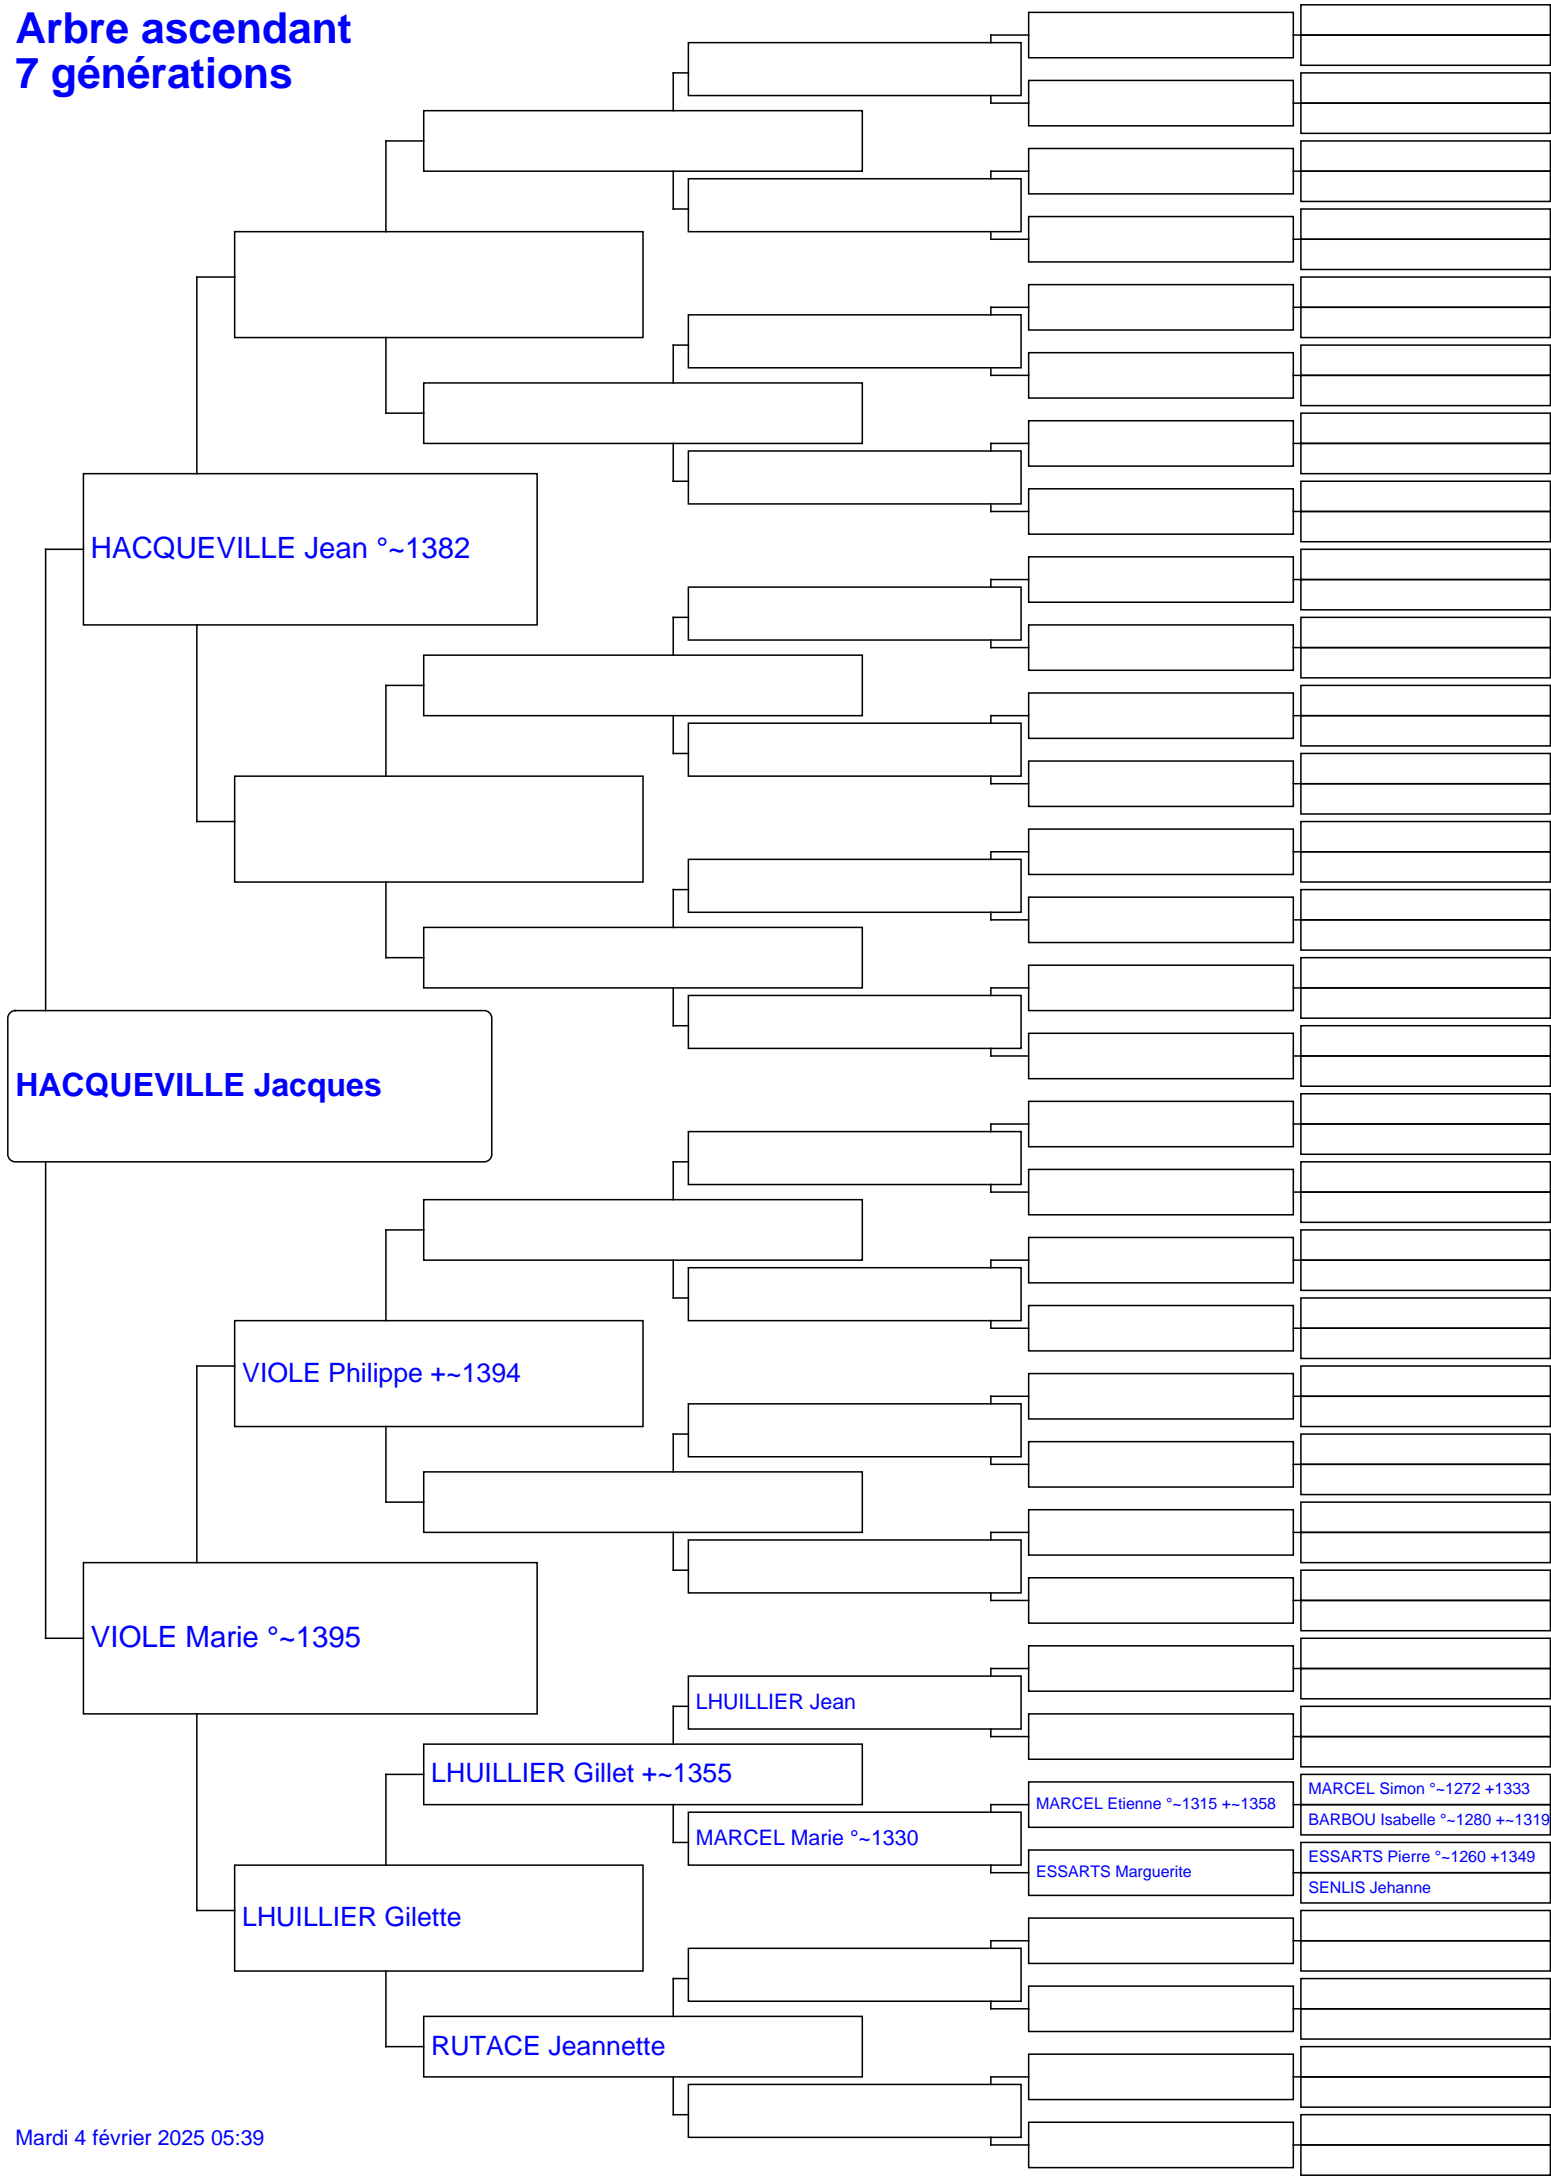 Arbre ascendant
7 générations
HACQUEVILLE Jean °~1382
HACQUEVILLE Jacques
VIOLE Philippe +~1394
VIOLE Marie °~1395
LHUILLIER Jean
LHUILLIER Gillet +~1355
MARCEL Simon °~1272 +1333
MARCEL Etienne °~1315 +~1358
BARBOU Isabelle °~1280 +~1319
MARCEL Marie °~1330
ESSARTS Pierre °~1260 +1349
ESSARTS Marguerite
SENLIS Jehanne
LHUILLIER Gilette
RUTACE Jeannette
Mardi 4 février 2025 05:39